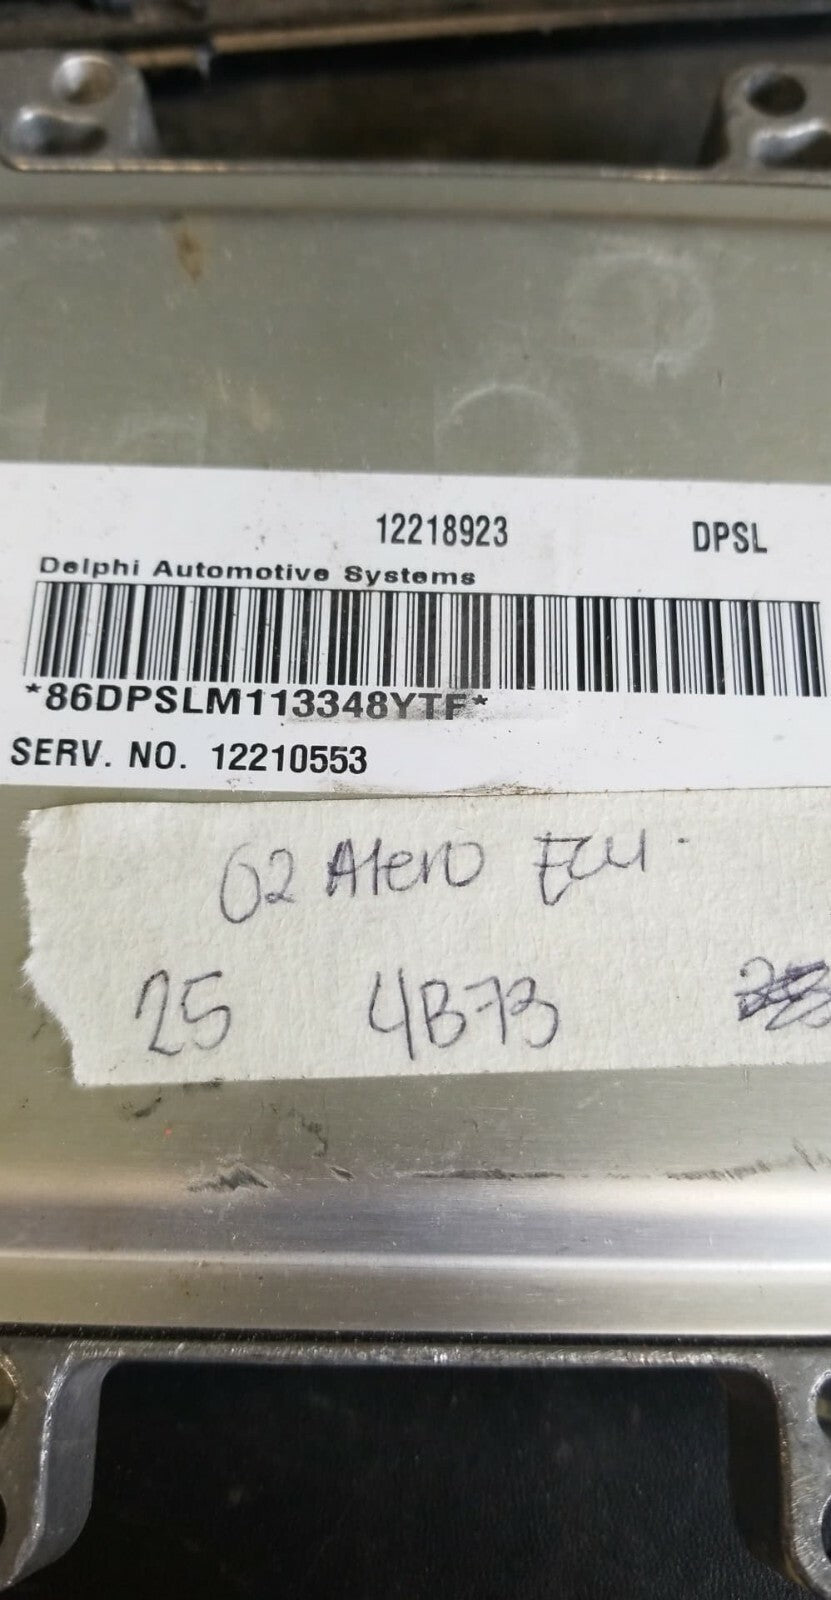 12218923 DPSL
Delphi Automotive Systems
*86DPSLM113348YTF*
SERV. NO. 12210553
02 Alero ECU.
25 4B73